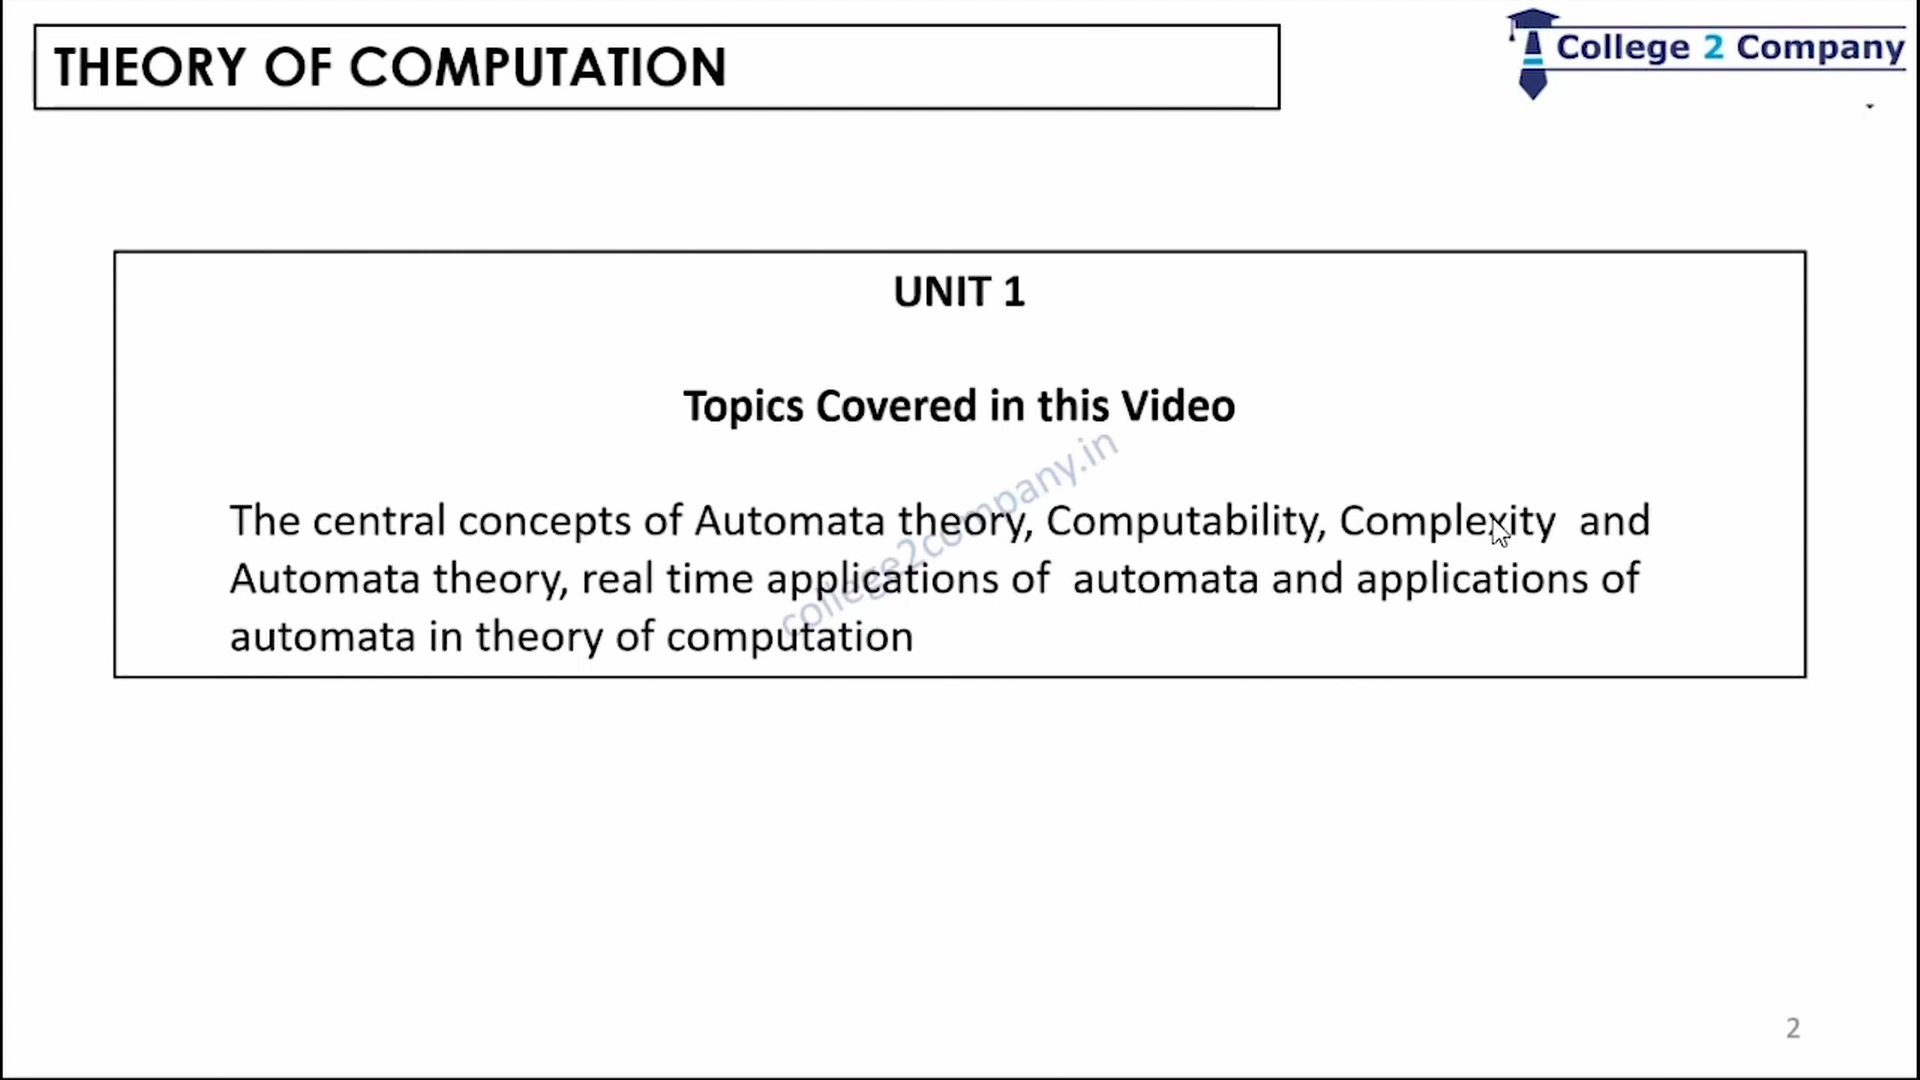 THEORY OF COMPUTATION
College 2 Company
UNIT 1
Topics Covered in this Video
The central concepts of Automata theory, Computability, Complexity and
Automata theory, real time applications of automata and applications of
automata in theory of computation
college2company.in
2